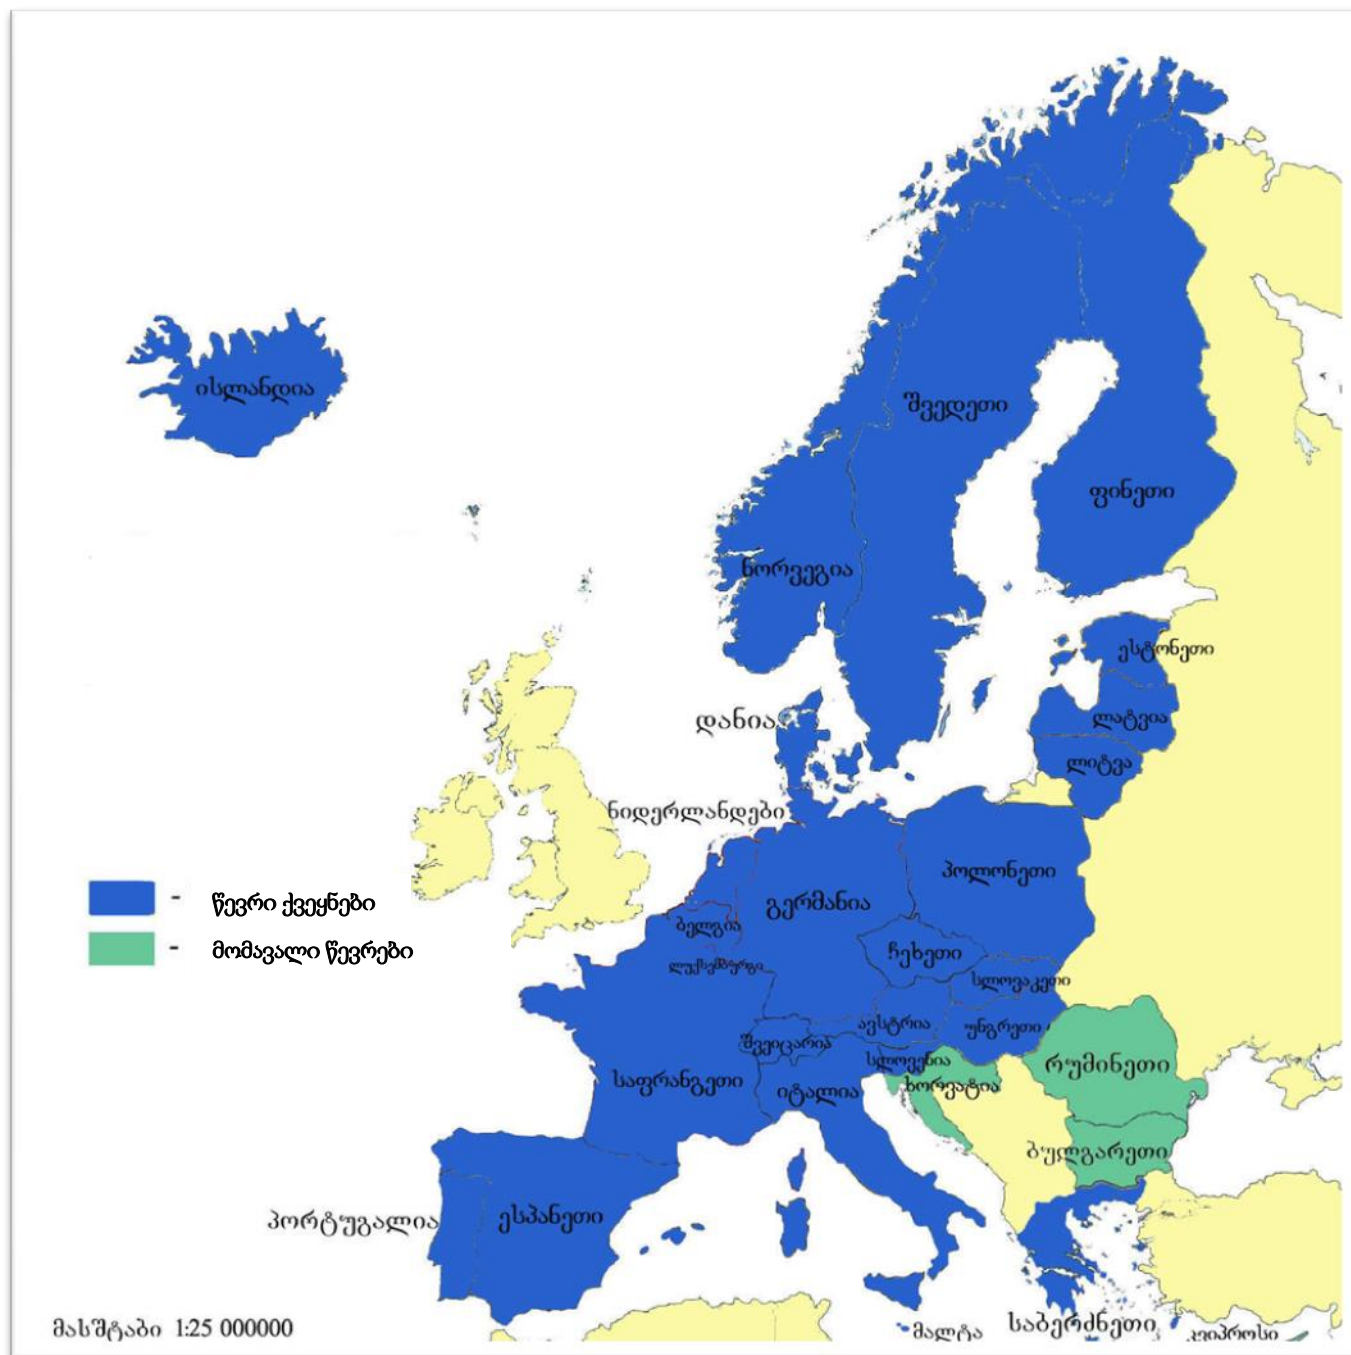 ისლანდია
შვედეთი
ფინეთი
ნორვეგია
ესტონეთი
დანია
ლატვია
ლიტვა
ნიდერლანდები
პოლონეთი
გერმანია
ბელგია
ჩეხეთი
ლუქსემბურგი
სლოვაკეთი
ავსტრია
უნგრეთი
შვეიცარია
სლოვენია
რუმინეთი
საფრანგეთი
იტალია
ხორვატია
ბულგარეთი
ესპანეთი
პორტუგალია
საბერძნეთი
მალტა
კვიპროსი
- წევრი ქვეყნები
- მომავალი წევრები
მასშტაბი 1:25 000000